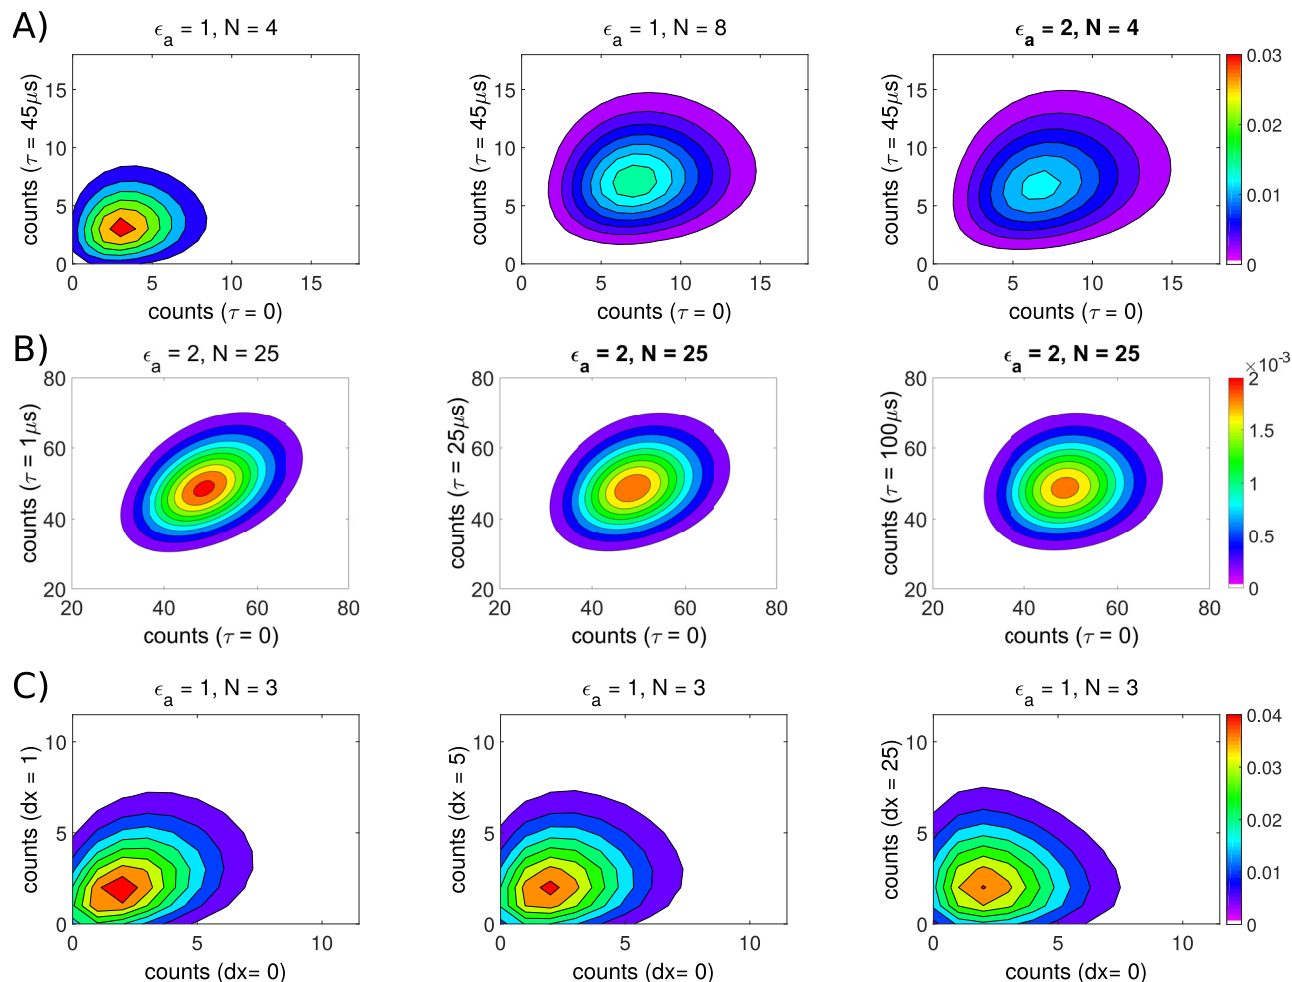 A)
ϵa = 1, N = 4
ϵa = 1, N = 8
ϵa = 2, N = 4
counts (τ = 45μs)
15
10
5
0
0 5 10 15
counts (τ = 0)
counts (τ = 45μs)
15
10
5
0
0 5 10 15
counts (τ = 0)
counts (τ = 45μs)
15
10
5
0
0 5 10 15
counts (τ = 0)
0.03
0.02
0.01
0
B)
ϵa = 2, N = 25
ϵa = 2, N = 25
ϵa = 2, N = 25
counts (τ = 1μs)
80
60
40
20
20 40 60 80
counts (τ = 0)
counts (τ = 25μs)
80
60
40
20
20 40 60 80
counts (τ = 0)
counts (τ = 100μs)
80
60
40
20
20 40 60 80
counts (τ = 0)
×10-3
2
1.5
1
0.5
0
C)
ϵa = 1, N = 3
ϵa = 1, N = 3
ϵa = 1, N = 3
counts (dx = 1)
10
5
0
0 5 10
counts (dx= 0)
counts (dx = 5)
10
5
0
0 5 10
counts (dx= 0)
counts (dx = 25)
10
5
0
0 5 10
counts (dx= 0)
0.04
0.03
0.02
0.01
0